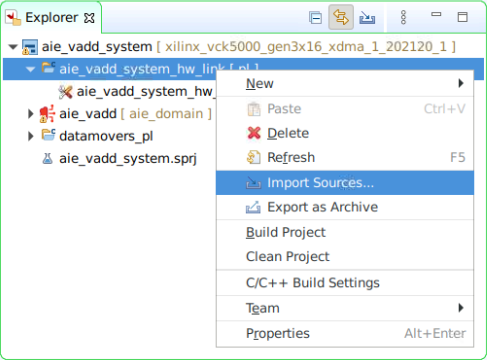 Explorer
aie_vadd_system [ xilinx_vck5000_gen3x16_xdma_1_202120_1 ]
aie_vadd_system_hw_link [ pl ]
aie_vadd_system_hw_
aie_vadd [ aie_domain ]
datamovers_pl
aie_vadd_system.sprj
New
Paste Ctrl+V
Delete
Refresh F5
Import Sources...
Export as Archive
Build Project
Clean Project
C/C++ Build Settings
Team
Properties Alt+Enter